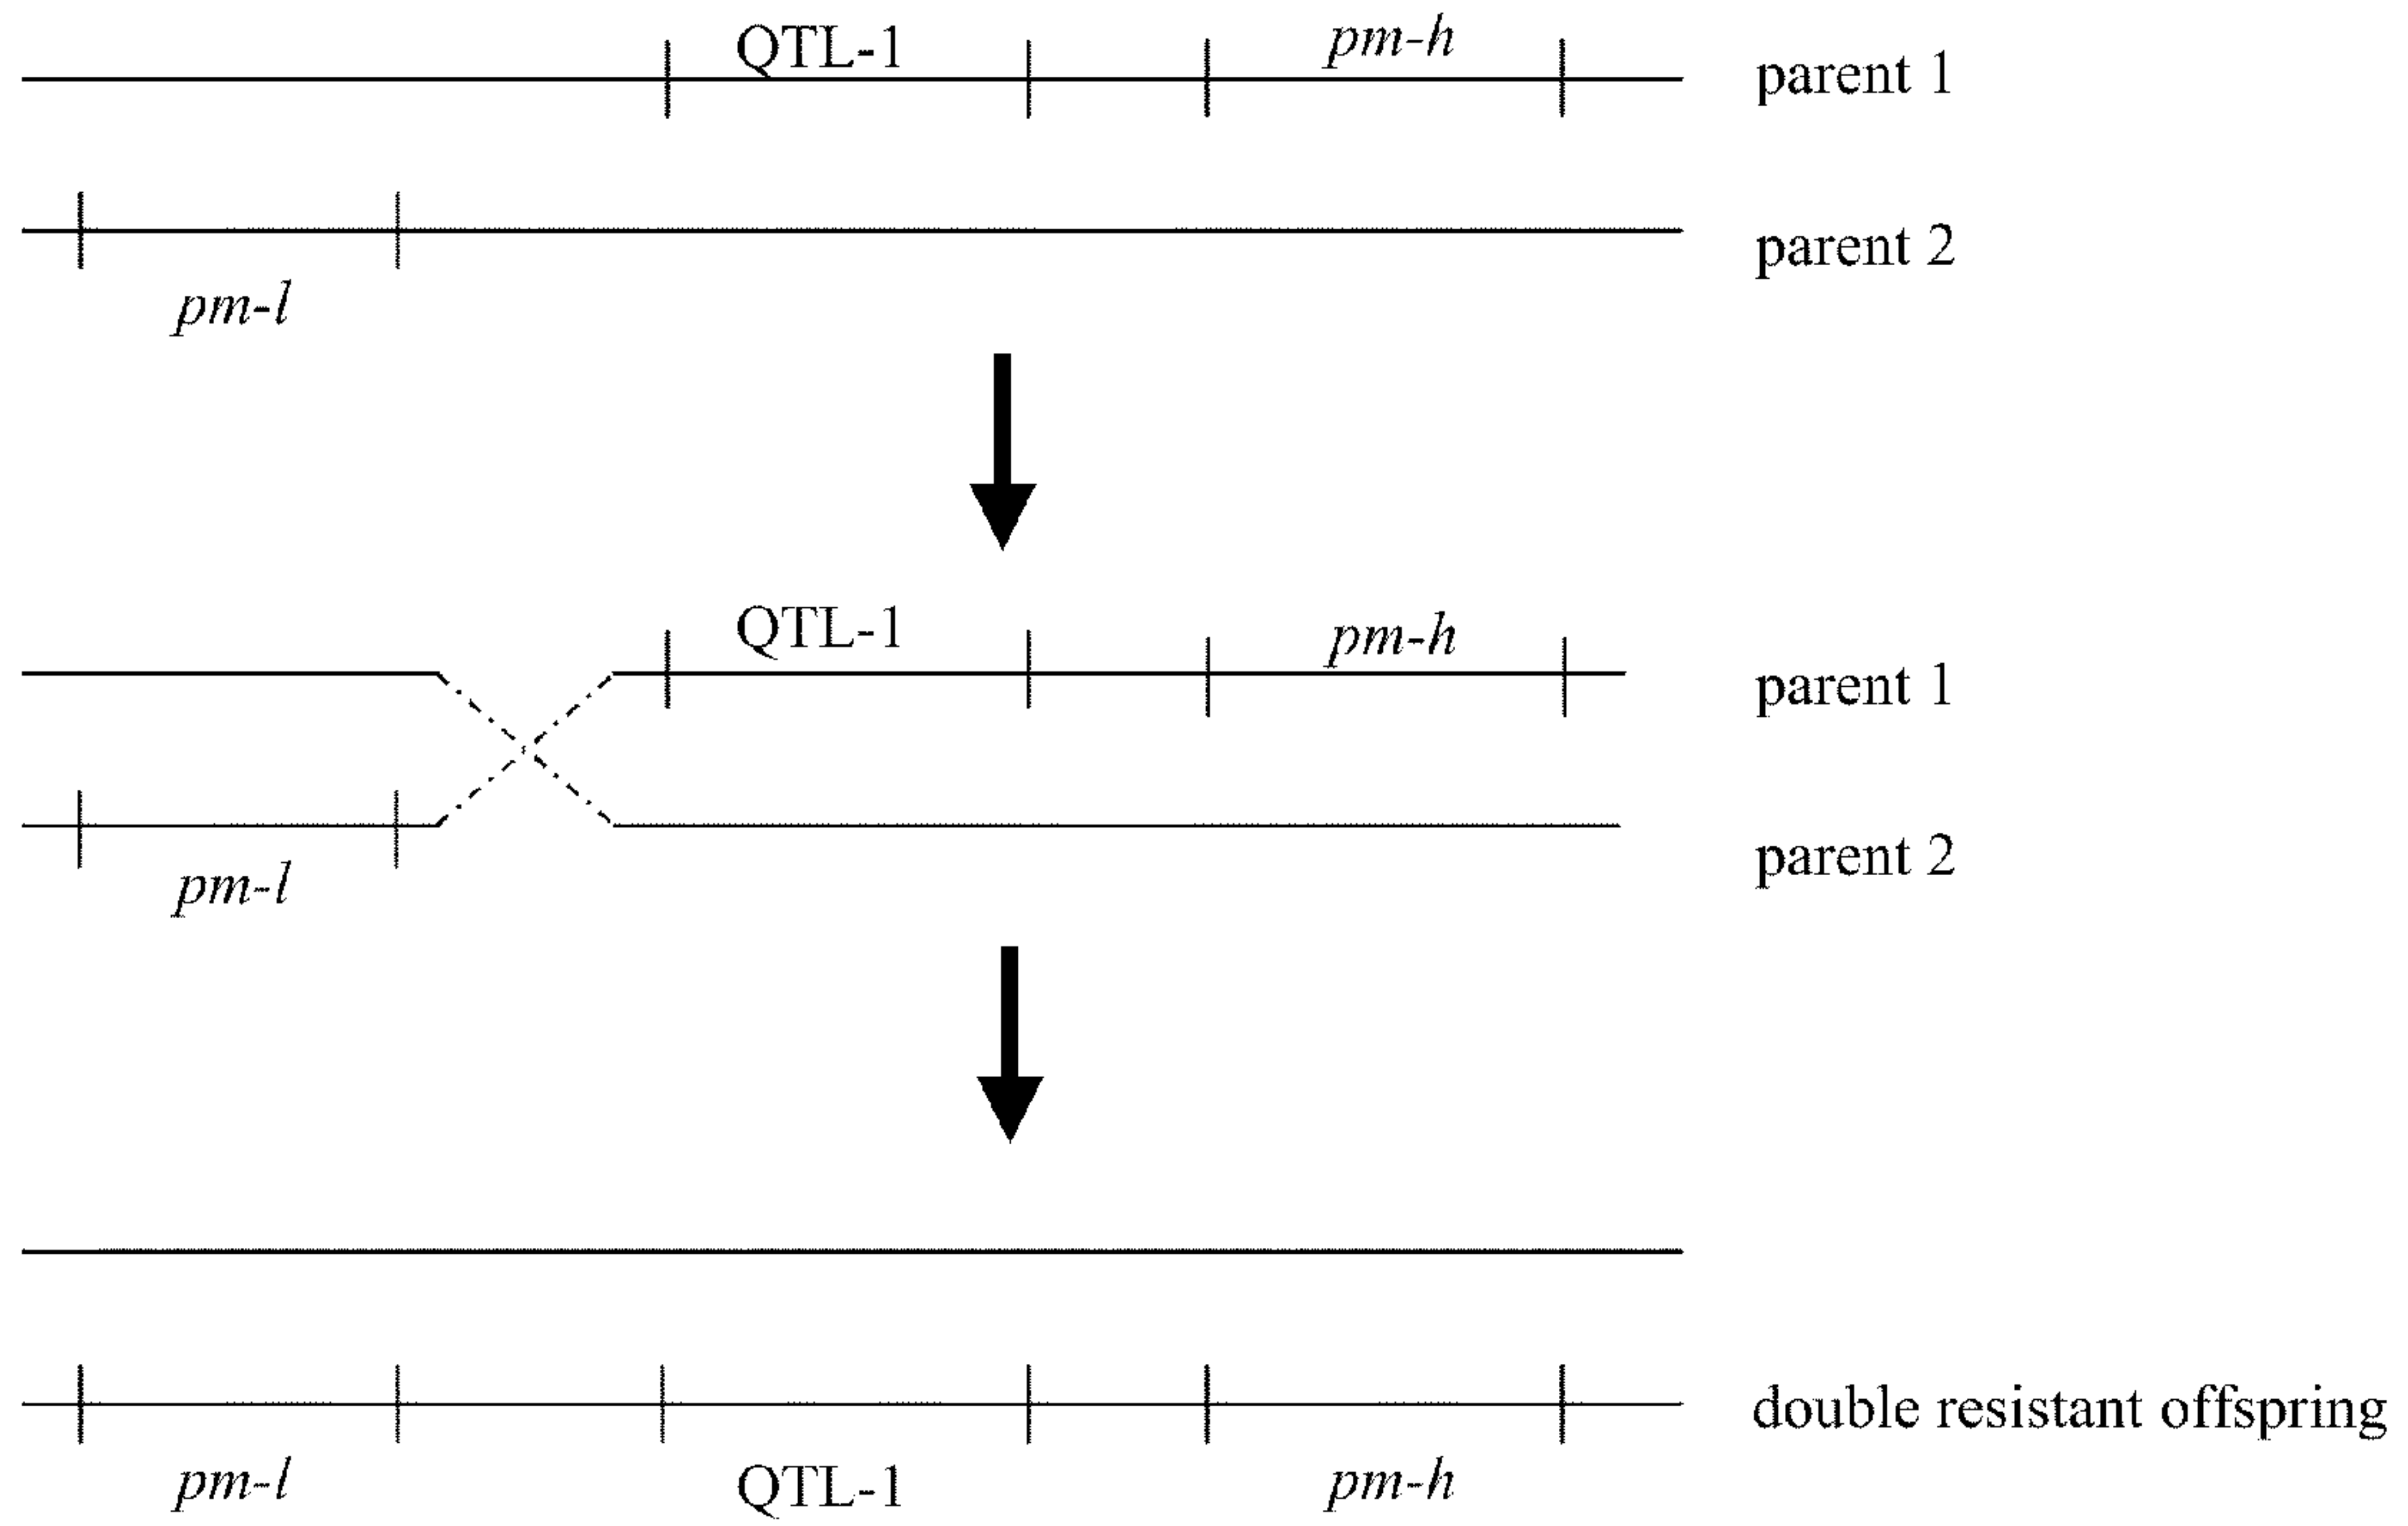 QTL-1 pm-h parent 1
parent 2
pm-l
QTL-1 pm-h parent 1
parent 2
pm-l
double resistant offspring
pm-l QTL-1 pm-h